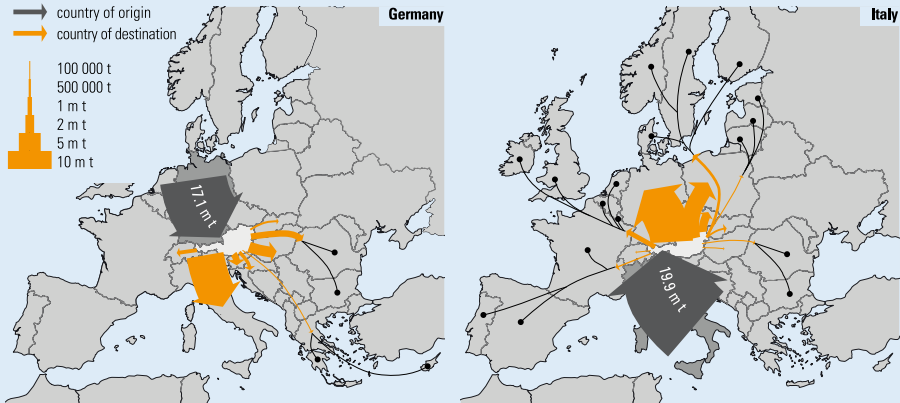 country of origin
country of destination
100 000 t
500 000 t
1 m t
2 m t
5 m t
10 m t
Germany
17.1 m t
Italy
19.9 m t